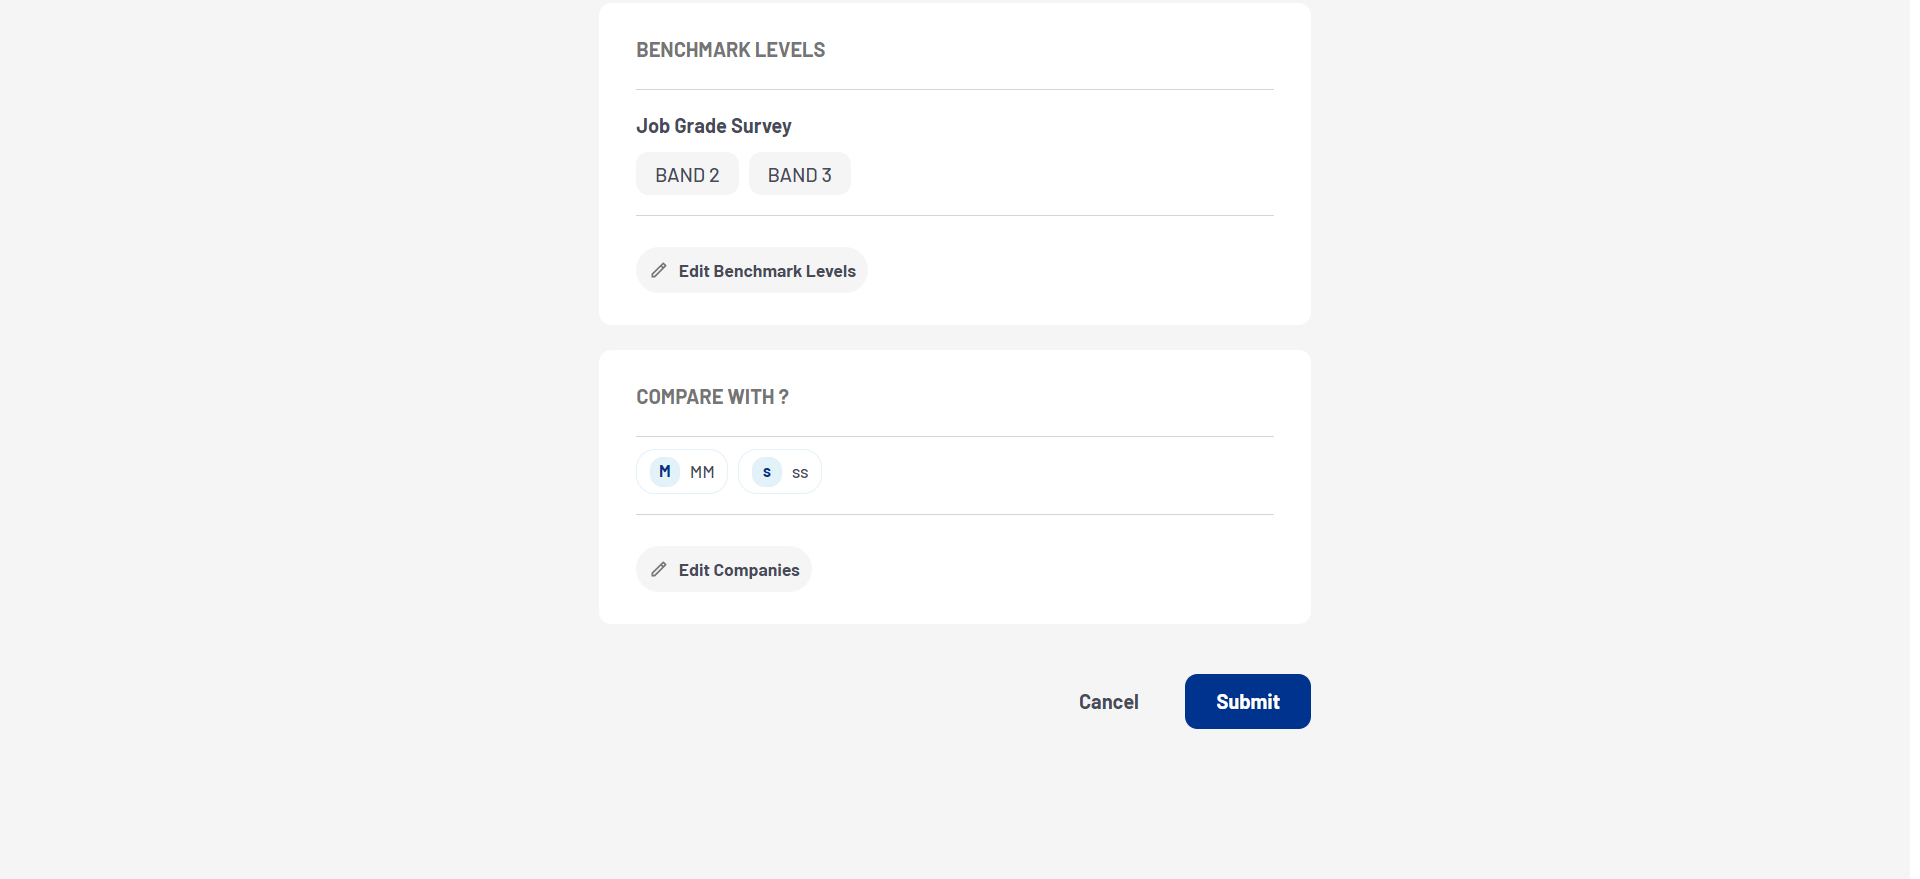 BENCHMARK LEVELS
Job Grade Survey
BAND 2 BAND 3
Edit Benchmark Levels
COMPARE WITH ?
M MM s ss
Edit Companies
Cancel Submit